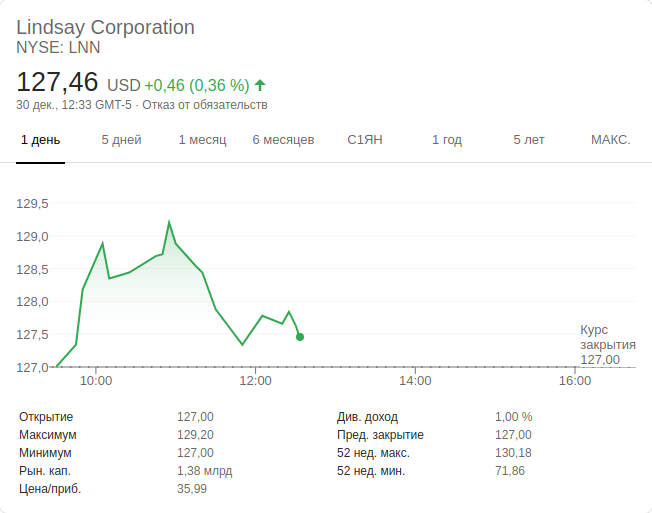 Lindsay Corporation
NYSE: LNN
127,46 USD +0,46 (0,36 %)
30 дек., 12:33 GMT-5 · Отказ от обязательств
1 день 5 дней 1 месяц 6 месяцев С1ЯН 1 год 5 лет МАКС.
129,5
129,0
128,5
128,0
127,5
127,0
Курс
закрытия
127,00
10:00 12:00 14:00 16:00
Открытие 127,00 Див. доход 1,00 %
Максимум 129,20 Пред. закрытие 127,00
Минимум 127,00 52 нед. макс. 130,18
Рын. кап. 1,38 млрд 52 нед. мин. 71,86
Цена/приб. 35,99